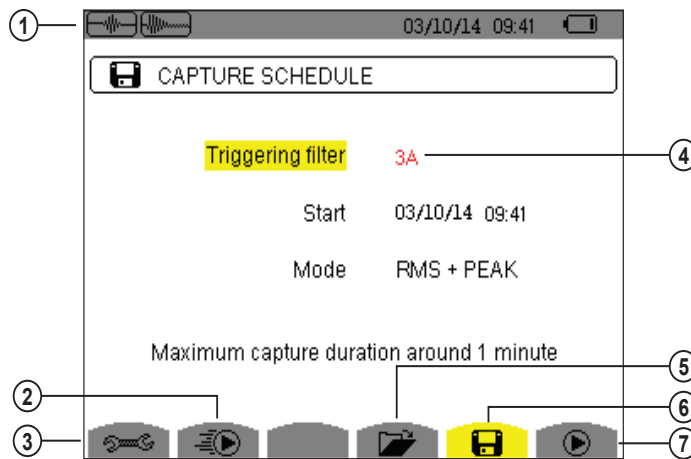 1
03/10/14 09:41
CAPTURE SCHEDULE
Triggering filter 3A
4
Start 03/10/14 09:41
Mode RMS + PEAK
Maximum capture duration around 1 minute
5
2
6
3
7